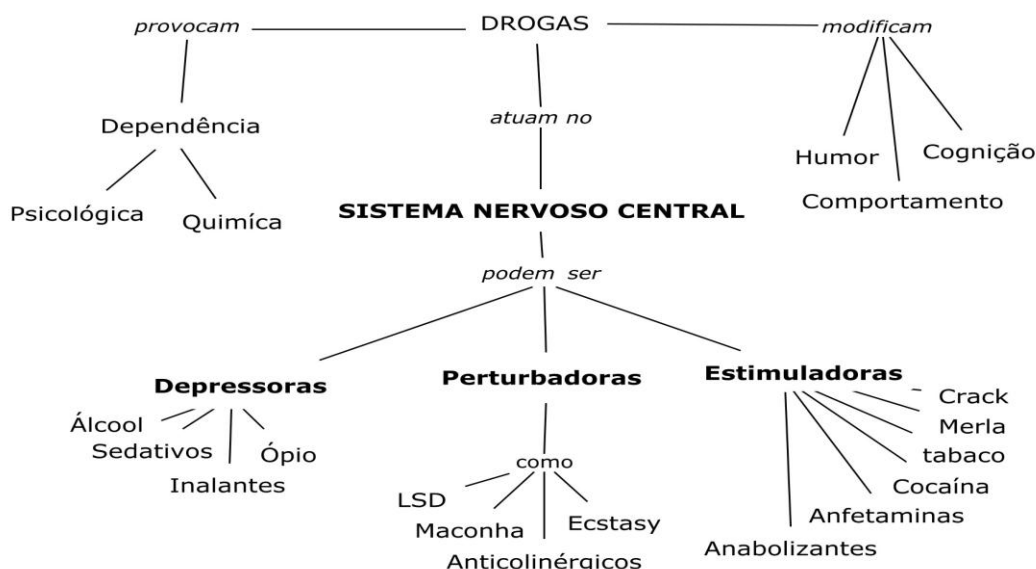 provocam
DROGAS
modificam
Dependência
atuam no
Humor
Cognição
Psicológica
Quimíca
Comportamento
SISTEMA NERVOSO CENTRAL
podem ser
Depressoras
Perturbadoras
Estimuladoras
Álcool
Sedativos
Inalantes
Ópio
como
LSD
Maconha
Anticolinérgicos
Ecstasy
Crack
Merla
tabaco
Cocaína
Anfetaminas
Anabolizantes